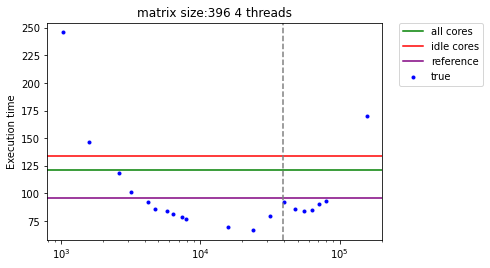 matrix size:396 4 threads
all cores
idle cores
reference
true
Execution time
250
225
200
175
150
125
100
75
10³
10⁴
10⁵